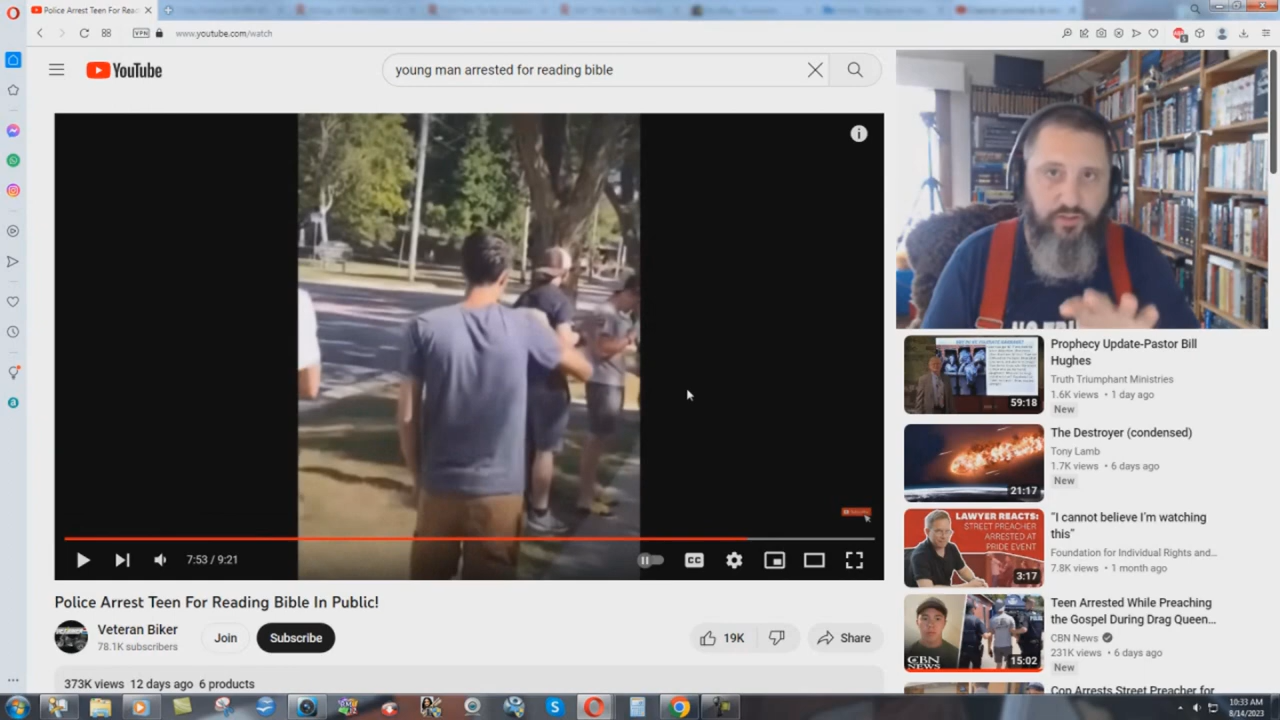 Police Arrest Teen For Rea
VPN
www.youtube.com/watch
YouTube
young man arrested for reading bible
7:53 / 9:21
CC
Police Arrest Teen For Reading Bible In Public!
Veteran Biker
78.1K subscribers
Join
Subscribe
19K
Share
373K views 12 days ago 6 products
Prophecy Update-Pastor Bill
Hughes
Truth Triumphant Ministries
1.6K views • 1 day ago
New
59:18
The Destroyer (condensed)
Tony Lamb
1.7K views • 6 days ago
New
21:17
LAWYER REACTS:
STREET PREACHER
ARRESTED AT
PRIDE EVENT
3:17
"I cannot believe I'm watching
this"
Foundation for Individual Rights and...
7.8K views • 1 month ago
CBN
NEWS
15:02
Teen Arrested While Preaching
the Gospel During Drag Queen...
CBN News
231K views • 6 days ago
New
Cop Arrests Street Preacher for
10:33 AM
8/14/2023